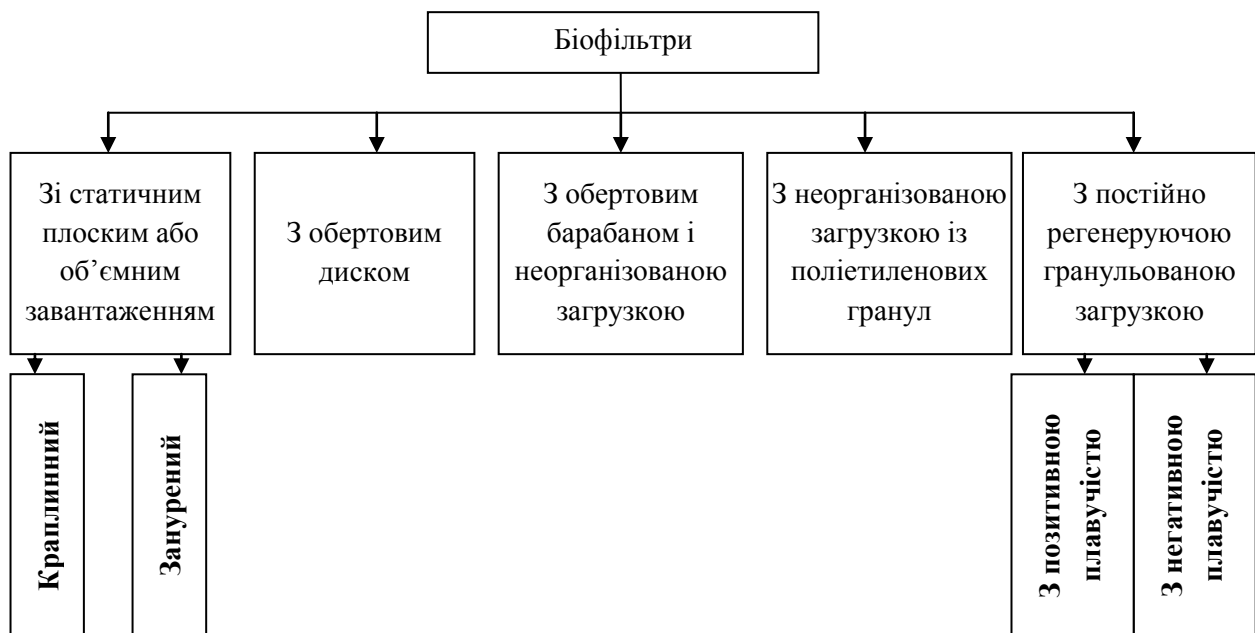 Біофільтри
Зі статичним
плоским або
об’ємним
завантаженням
З обертовим
диском
З обертовим
барабаном і
неорганізованою
загрузкою
З неорганізованою
загрузкою із
поліетиленових
гранул
З постійно
регенеруючою
гранульованою
загрузкою
Краплинний
Занурений
З позитивною
плавучістю
З негативною
плавучістю